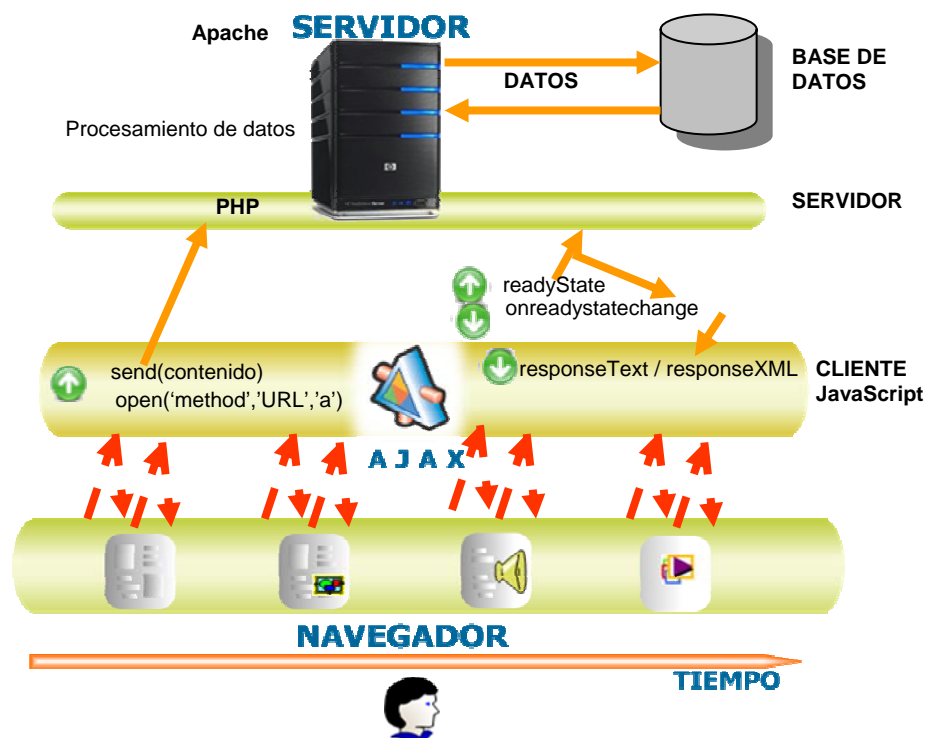 Apache
SERVIDOR
BASE DE
DATOS
DATOS
Procesamiento de datos
PHP
SERVIDOR
readyState
onreadystatechange
send(contenido)
open(‘method’,’URL’,’a’)
responseText / responseXML
CLIENTE
JavaScript
A J A X
NAVEGADOR
TIEMPO